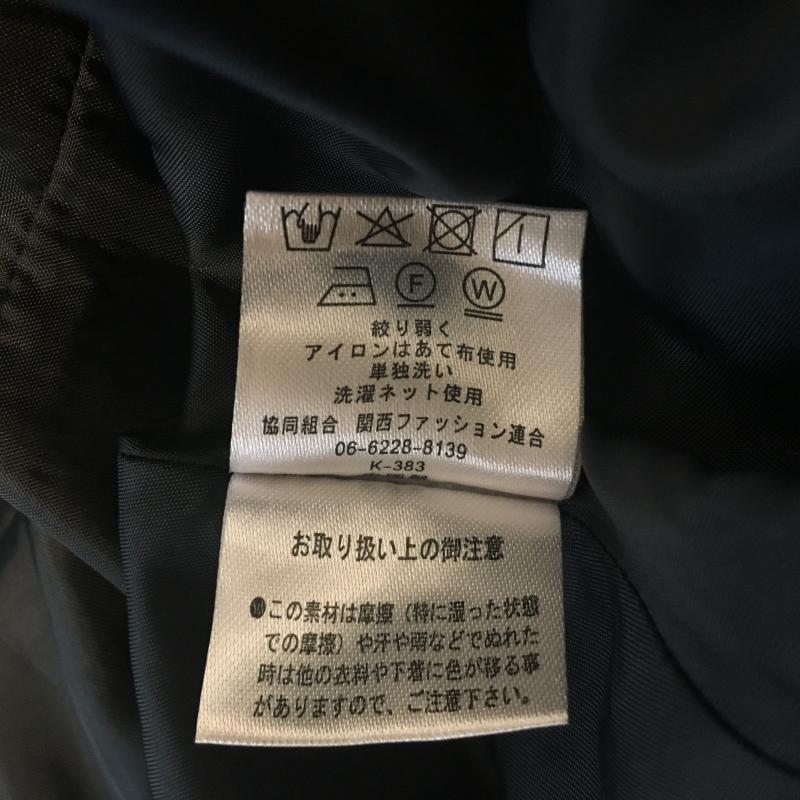 F W
絞り弱く
アイロンはあて布使用
単独洗い
洗濯ネット使用
協同組合 関西ファッション連合
06-6228-8139
K-383
お取り扱い上の御注意
この素材は摩擦(特に湿った状態
での摩擦)や汗や雨などでぬれた
時は他の衣料や下着に色が移る事
がありますので、ご注意下さい。